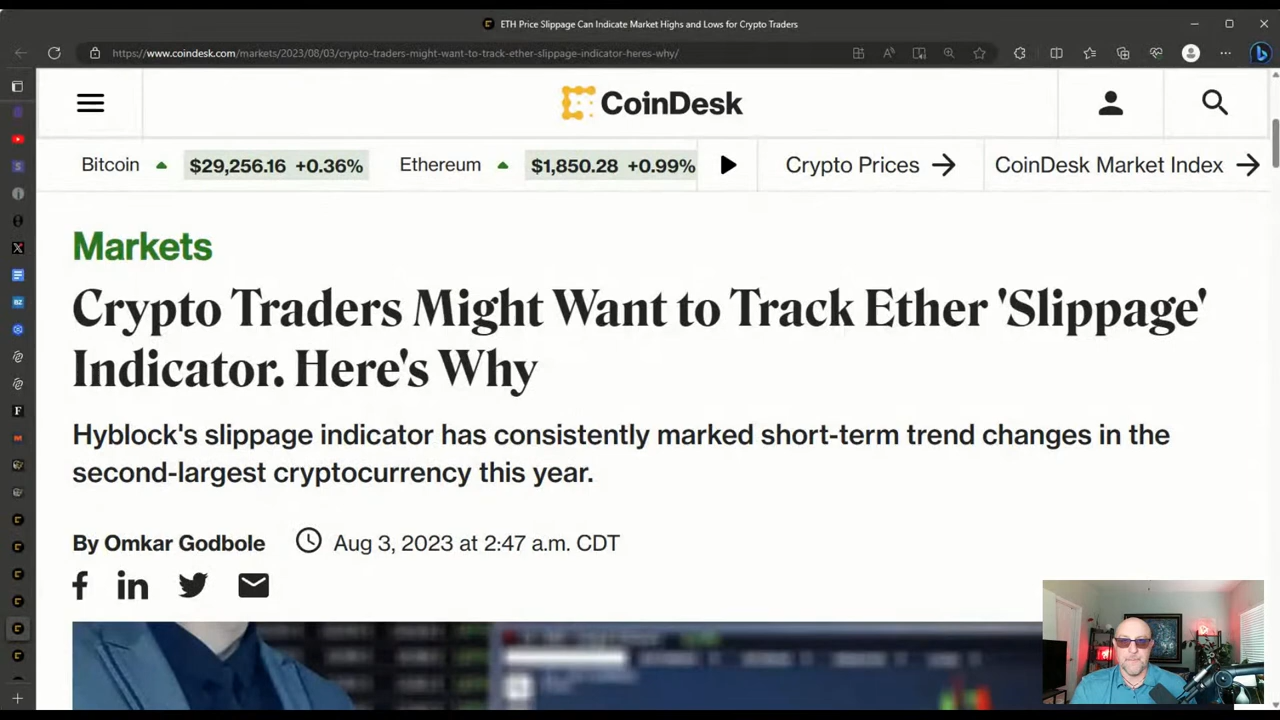 ETH Price Slippage Can Indicate Market Highs and Lows for Crypto Traders
https://www.coindesk.com/markets/2023/08/03/crypto-traders-might-want-to-track-ether-slippage-indicator-heres-why/
CoinDesk
Bitcoin $29,256.16 +0.36% Ethereum $1,850.28 +0.99% Crypto Prices CoinDesk Market Index
Markets
Crypto Traders Might Want to Track Ether 'Slippage'
Indicator. Here's Why
Hyblock's slippage indicator has consistently marked short-term trend changes in the
second-largest cryptocurrency this year.
By Omkar Godbole Aug 3, 2023 at 2:47 a.m. CDT